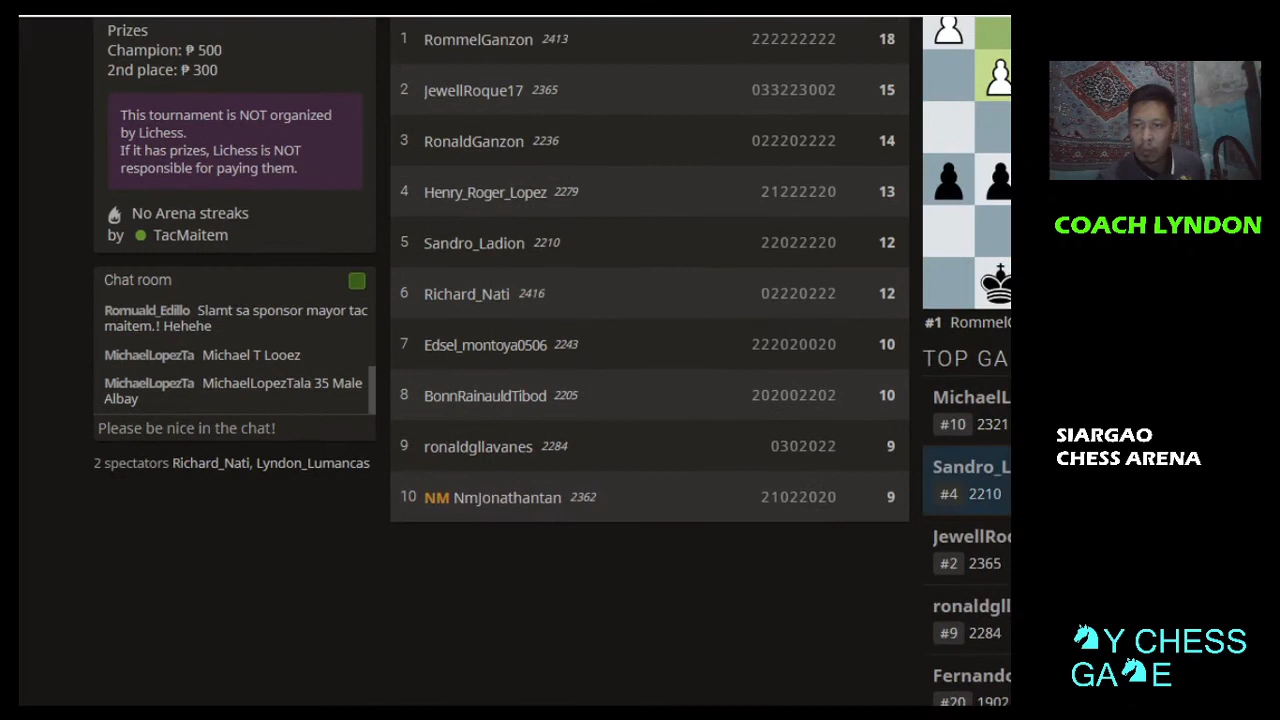 Prizes
Champion: ₱ 500
2nd place: ₱ 300
This tournament is NOT organized
by Lichess.
If it has prizes, Lichess is NOT
responsible for paying them.
No Arena streaks
by TacMaitem
Chat room
Romuald_Edillo Slamt sa sponsor mayor tac
maitem.! Hehehe
MichaelLopezTa Michael T Looez
MichaelLopezTa MichaelLopezTala 35 Male
Albay
Please be nice in the chat!
2 spectators Richard_Nati, Lyndon_Lumancas
1 RommelGanzon 2413 222222222 18
2 JewellRoque17 2365 033223002 15
3 RonaldGanzon 2236 022202222 14
4 Henry_Roger_Lopez 2279 21222220 13
5 Sandro_Ladion 2210 22022220 12
6 Richard_Nati 2416 02220222 12
7 Edsel_montoya0506 2243 222020020 10
8 BonnRainauldTibod 2205 202002202 10
9 ronaldgllavanes 2284 0302022 9
10 NM NmJonathantan 2362 21022020 9
#1 RommelG
TOP GA
MichaelL
#10 2321
Sandro_L
#4 2210
JewellRoc
#2 2365
ronaldgll
#9 2284
Fernando
#20 1902
COACH LYNDON
SIARGAO
CHESS ARENA
MY CHESS
GAME